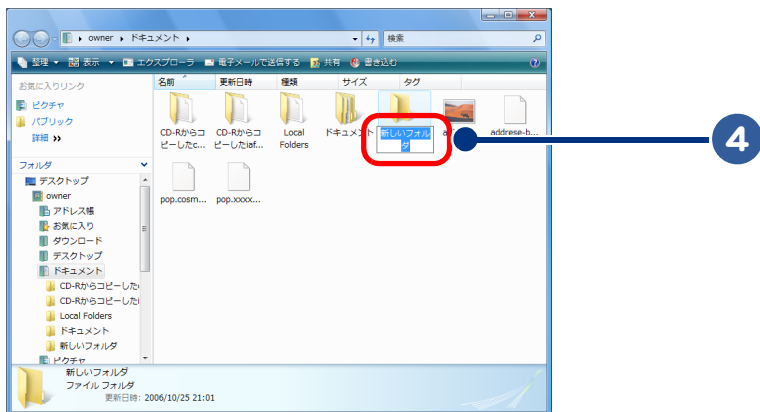 owner ▸ ドキュメント ▸
検索
整理 表示 エクスプローラ 電子メールで送信する 共有 書き込む
お気に入りリンク
ピクチャ
パブリック
詳細 »
フォルダ
デスクトップ
owner
アドレス帳
お気に入り
ダウンロード
デスクトップ
ドキュメント
CD-Rからコピーした
CD-Rからコピーした
Local Folders
ドキュメント
新しいフォルダ
ピクチャ
名前 更新日時 種類 サイズ タグ
CD-Rからコ
ピーしたc...
CD-Rからコ
ピーしたiaf...
Local
Folders
ドキュメント
新しいフォル
ダ
addrese-b...
pop.cosm...
pop.xxxx...
4
新しいフォルダ
ファイル フォルダ
更新日時: 2006/10/25 21:01